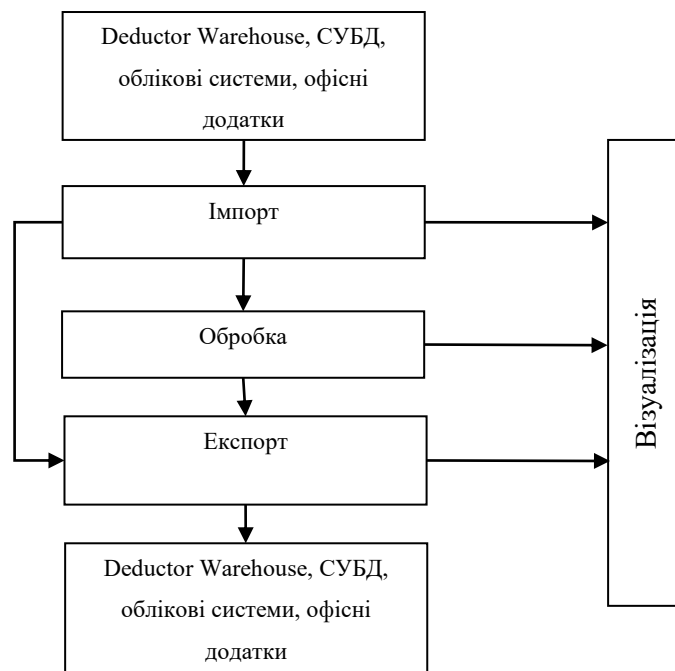 Deductor Warehouse, СУБД,
облікові системи, офісні
додатки
Імпорт
Обробка
Візуалізація
Експорт
Deductor Warehouse, СУБД,
облікові системи, офісні
додатки